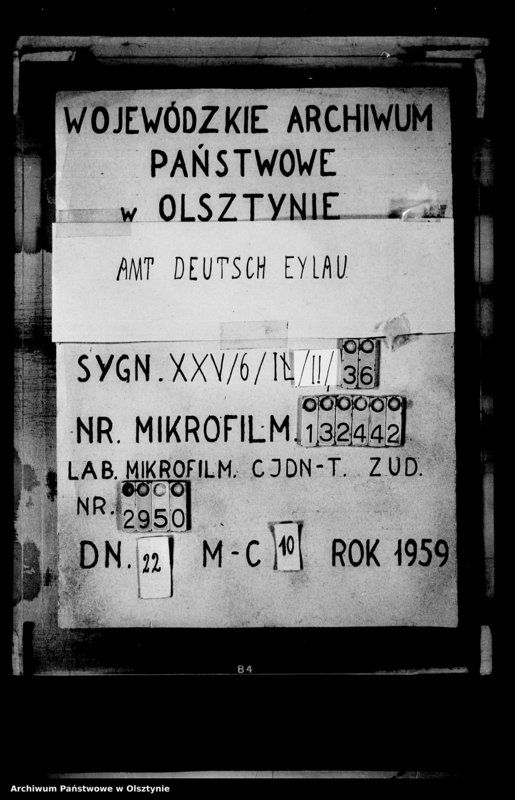 WOJEWÓDZKIE ARCHIWUM
PAŃSTWOWE
w OLSZTYNIE
AMT DEUTSCH EYLAU
SYGN. XXV/6/II/II/36
NR. MIKROFILM. 132442
LAB. MIKROFILM. CJDN-T. ZUD.
NR. 2950
DN. 22 M-C 10 ROK 1959
84
Archiwum Państwowe w Olsztynie